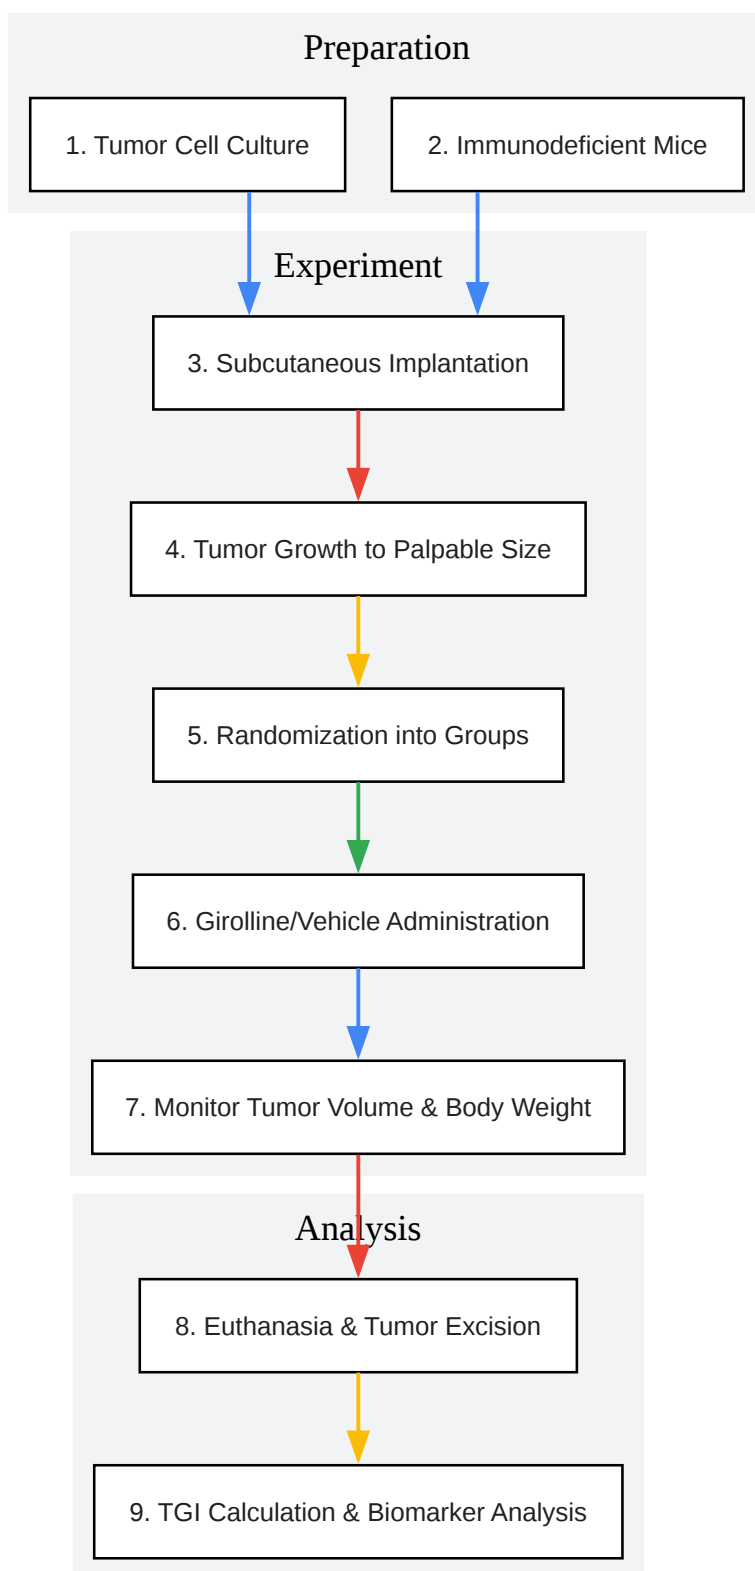 Preparation
1. Tumor Cell Culture
2. Immunodeficient Mice
Experiment
3. Subcutaneous Implantation
4. Tumor Growth to Palpable Size
5. Randomization into Groups
6. Girolline/Vehicle Administration
7. Monitor Tumor Volume & Body Weight
Analysis
8. Euthanasia & Tumor Excision
9. TGI Calculation & Biomarker Analysis